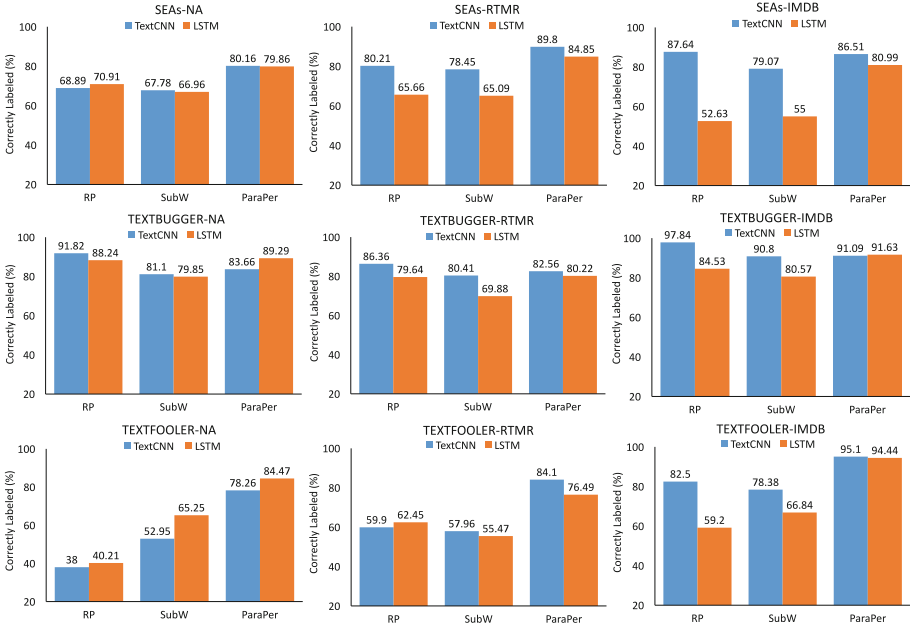 SEAs-NA
TextCNN LSTM
Correctly Labeled (%)
100
80
60
40
20
68.89 70.91 67.78 66.96 80.16 79.86
RP SubW ParaPer
SEAs-RTMR
TextCNN LSTM
Correctly Labeled (%)
100
80
60
40
20
80.21 65.66 78.45 65.09 89.8 84.85
RP SubW ParaPer
SEAs-IMDB
TextCNN LSTM
Correctly Labeled (%)
100
80
60
40
20
87.64 52.63 79.07 55 86.51 80.99
RP SubW ParaPer
TEXTBUGGER-NA
TextCNN LSTM
Correctly Labeled (%)
100
80
60
40
20
91.82 88.24 81.1 79.85 83.66 89.29
RP SubW ParaPer
TEXTBUGGER-RTMR
TextCNN LSTM
Correctly Labeled (%)
100
80
60
40
20
86.36 79.64 80.41 69.88 82.56 80.22
RP SubW ParaPer
TEXTBUGGER-IMDB
TextCNN LSTM
Correctly Labeled (%)
100
80
60
40
20
97.84 84.53 90.8 80.57 91.09 91.63
RP SubW ParaPer
TEXTFOOLER-NA
TextCNN LSTM
Correctly Labeled (%)
100
80
60
40
20
38 40.21 52.95 65.25 78.26 84.47
RP SubW ParaPer
TEXTFOOLER-RTMR
TextCNN LSTM
Correctly Labeled (%)
100
80
60
40
20
59.9 62.45 57.96 55.47 84.1 76.49
RP SubW ParaPer
TEXTFOOLER-IMDB
TextCNN LSTM
Correctly Labeled (%)
100
80
60
40
20
82.5 59.2 78.38 66.84 95.1 94.44
RP SubW ParaPer